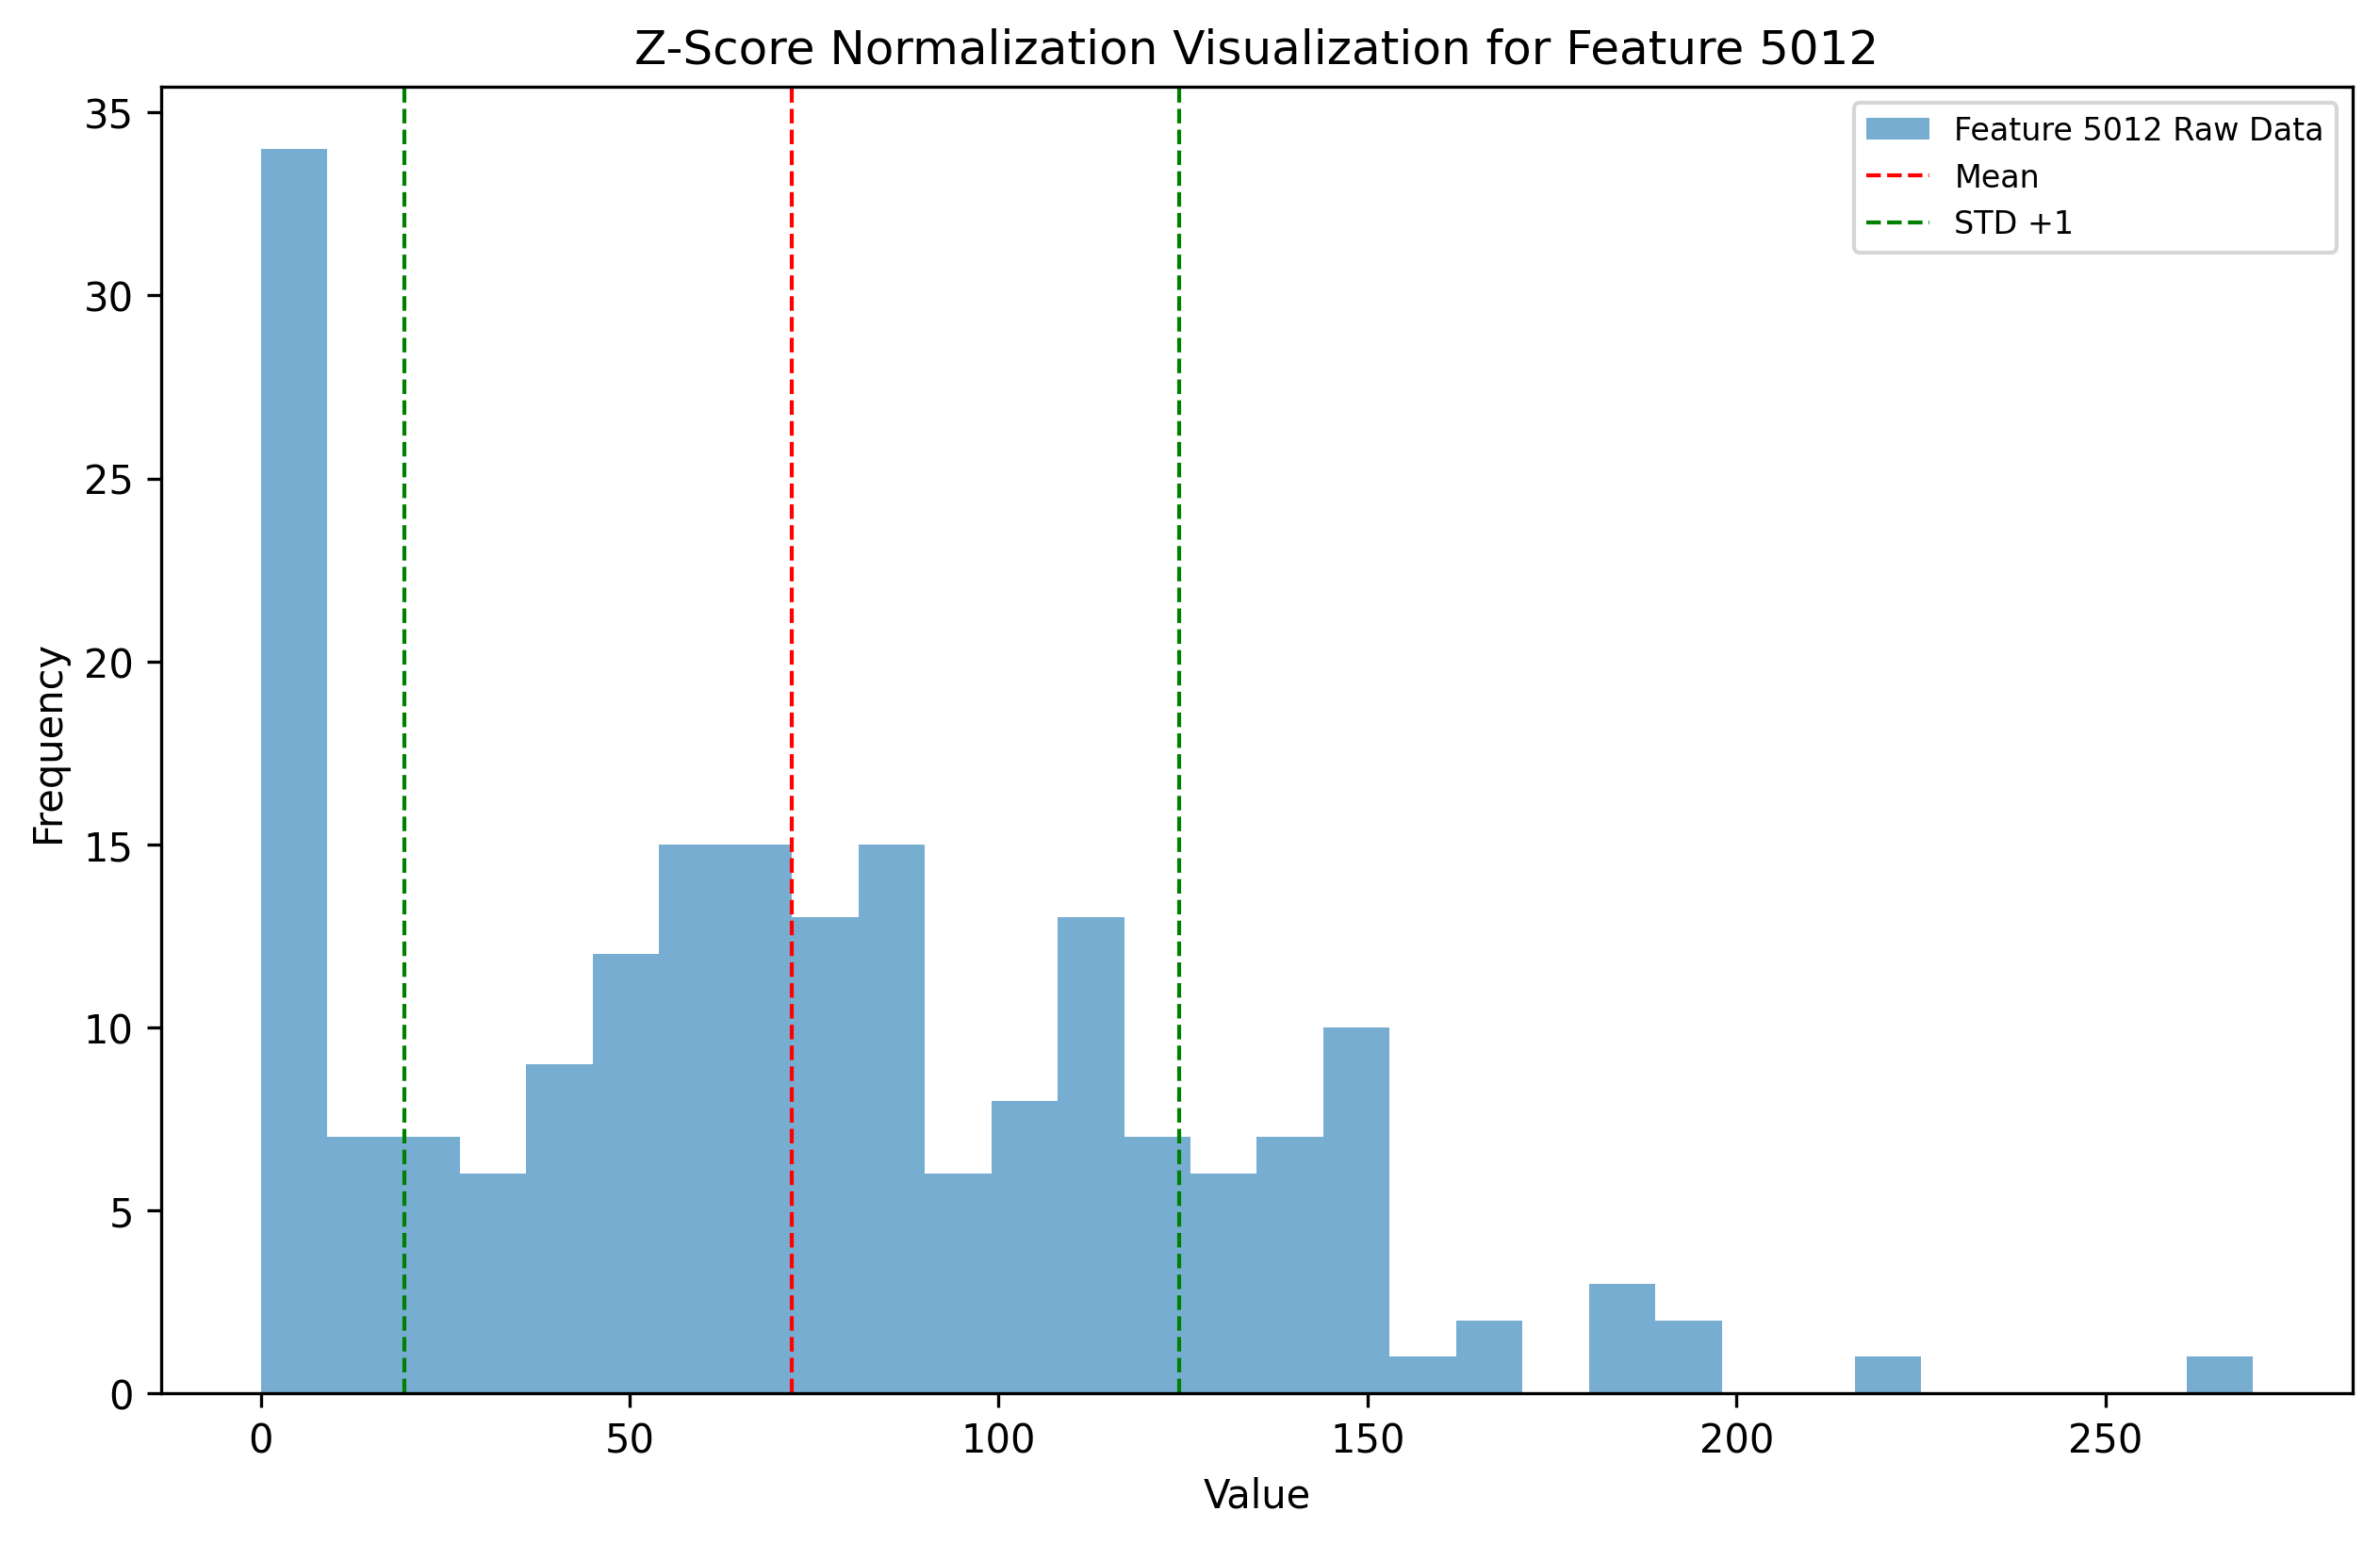 Z-Score Normalization Visualization for Feature 5012
Feature 5012 Raw Data
Mean
STD +1
35
30
25
20
15
10
5
0
Frequency
0 50 100 150 200 250
Value